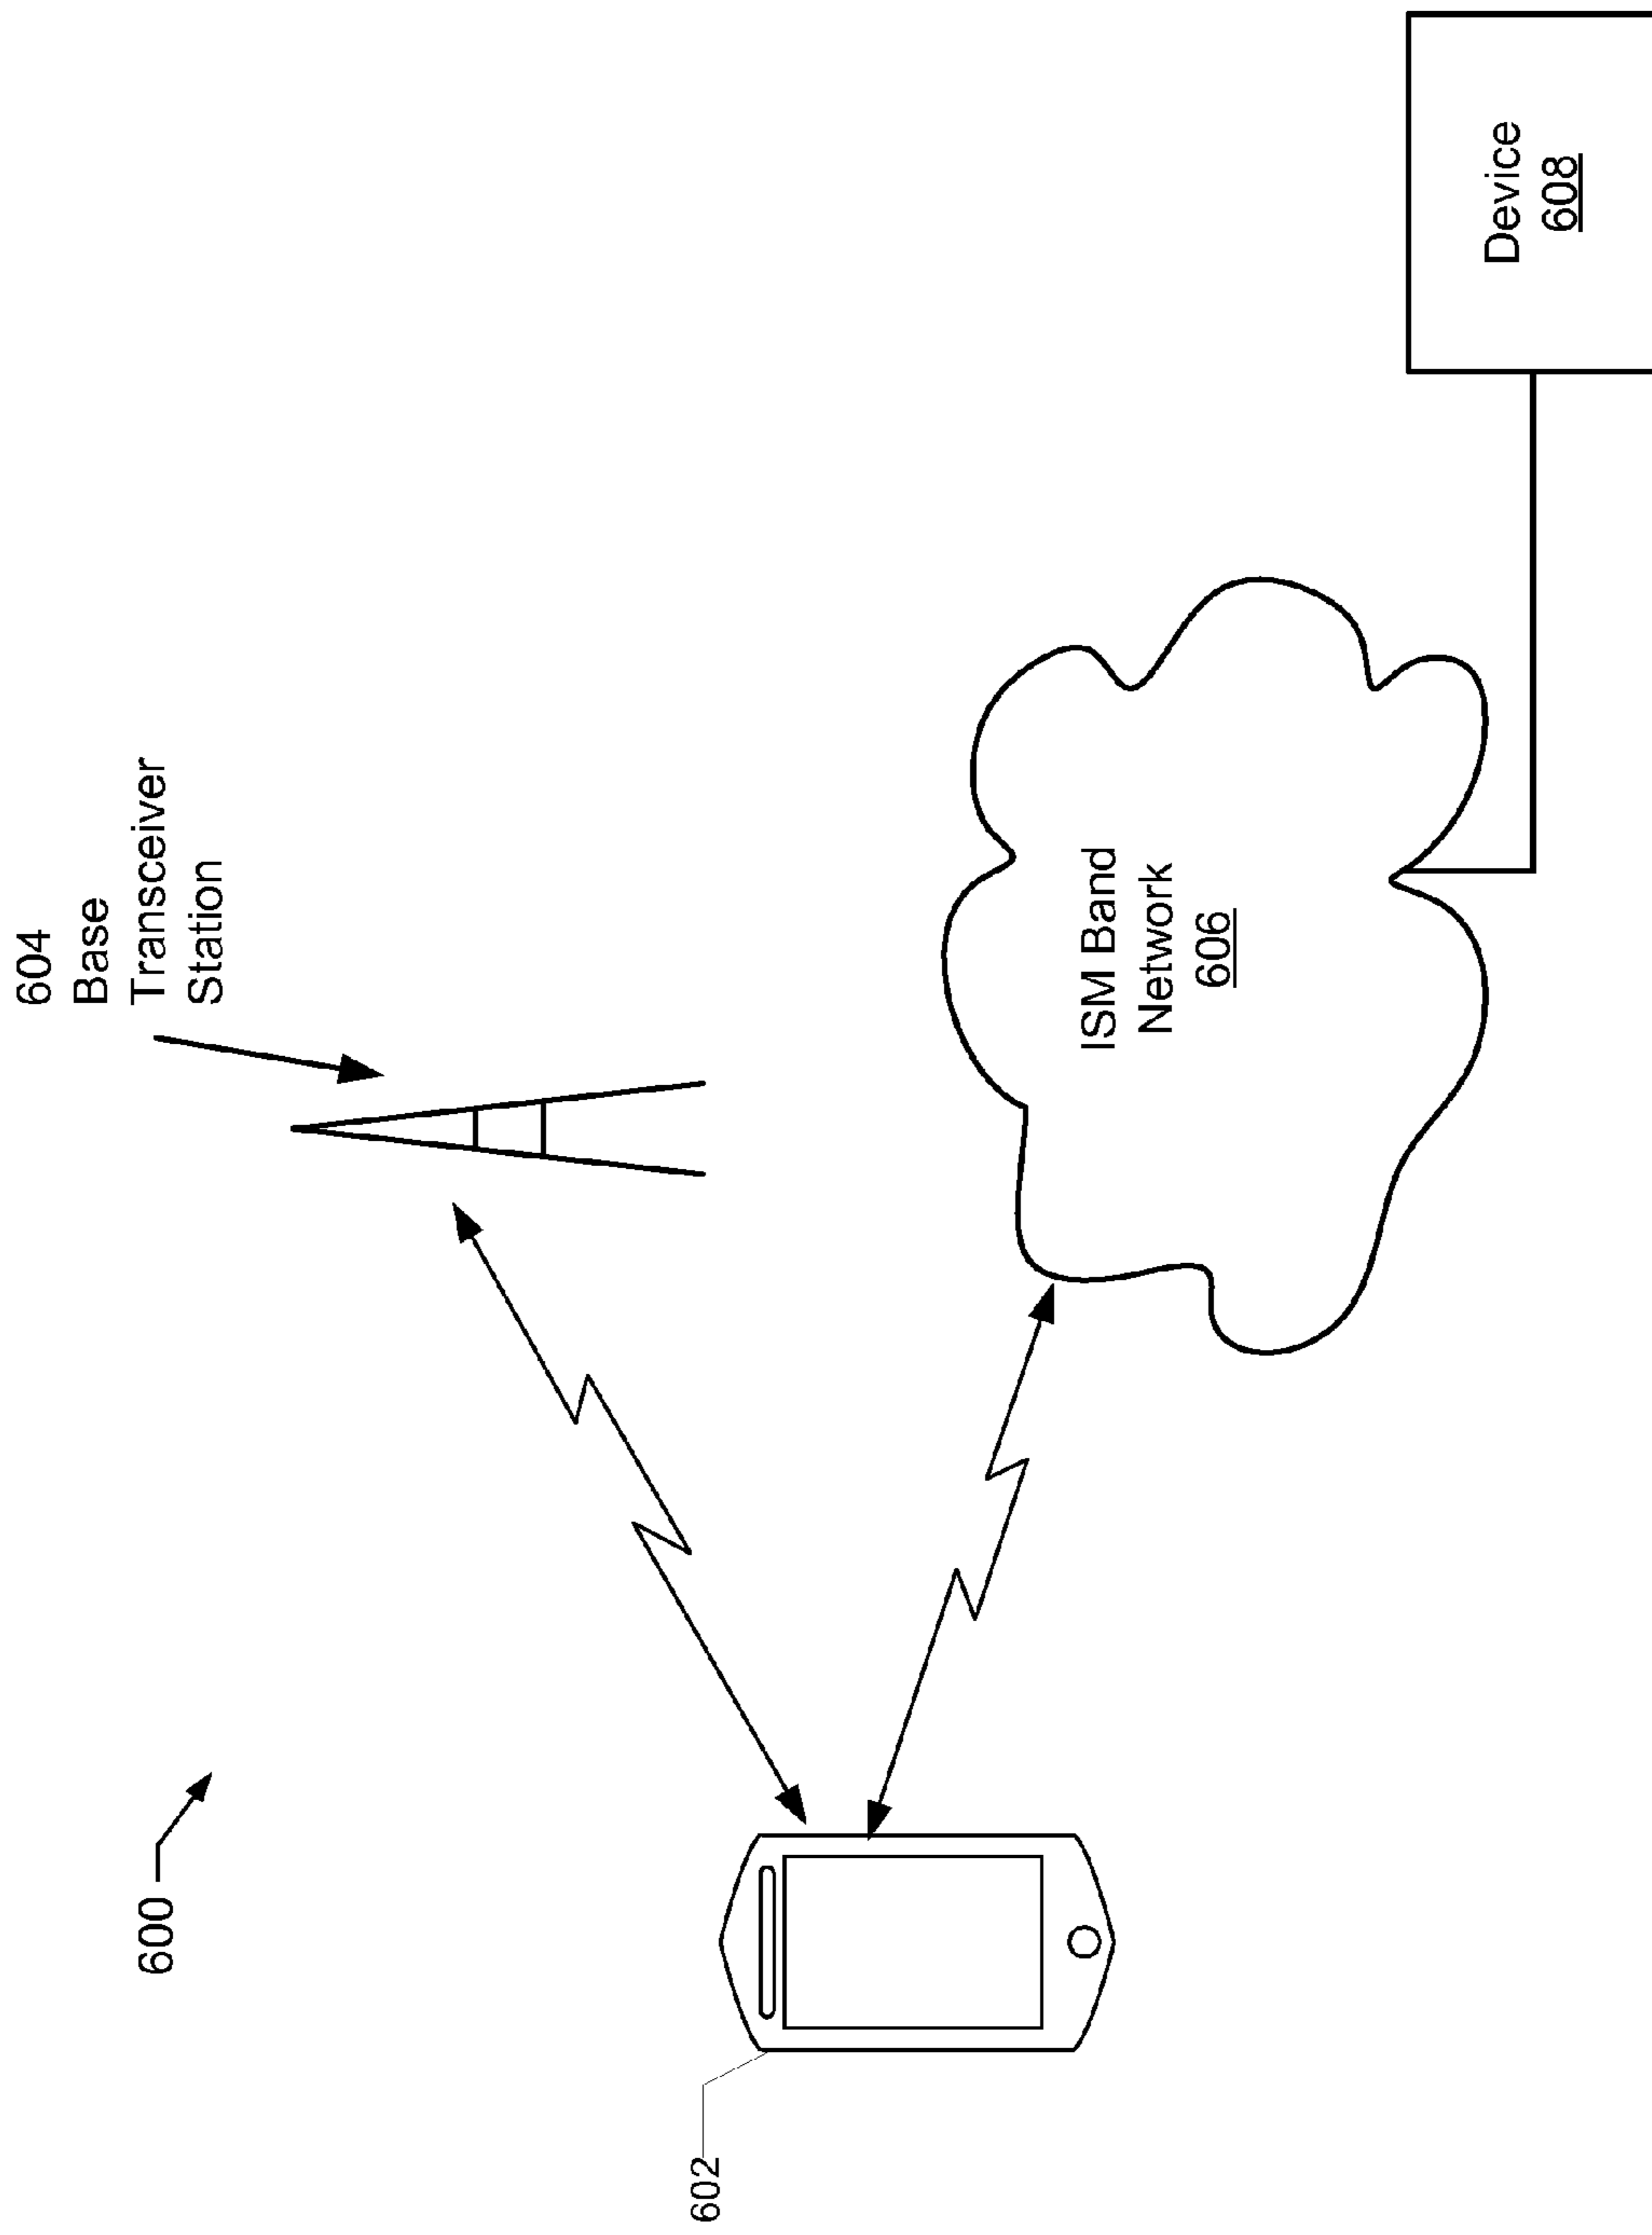 600
604
Base
Transceiver
Station
602
ISM Band
Network
606
Device
608